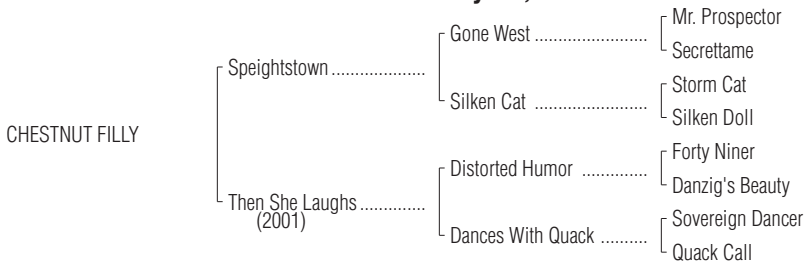 Mr. Prospector
Gone West ....................
Secrettame
Speightstown ....................
Storm Cat
Silken Cat ....................
Silken Doll
CHESTNUT FILLY
Forty Niner
Distorted Humor ..............
Danzig's Beauty
Then She Laughs ..............
(2001)
Sovereign Dancer
Dances With Quack ..........
Quack Call